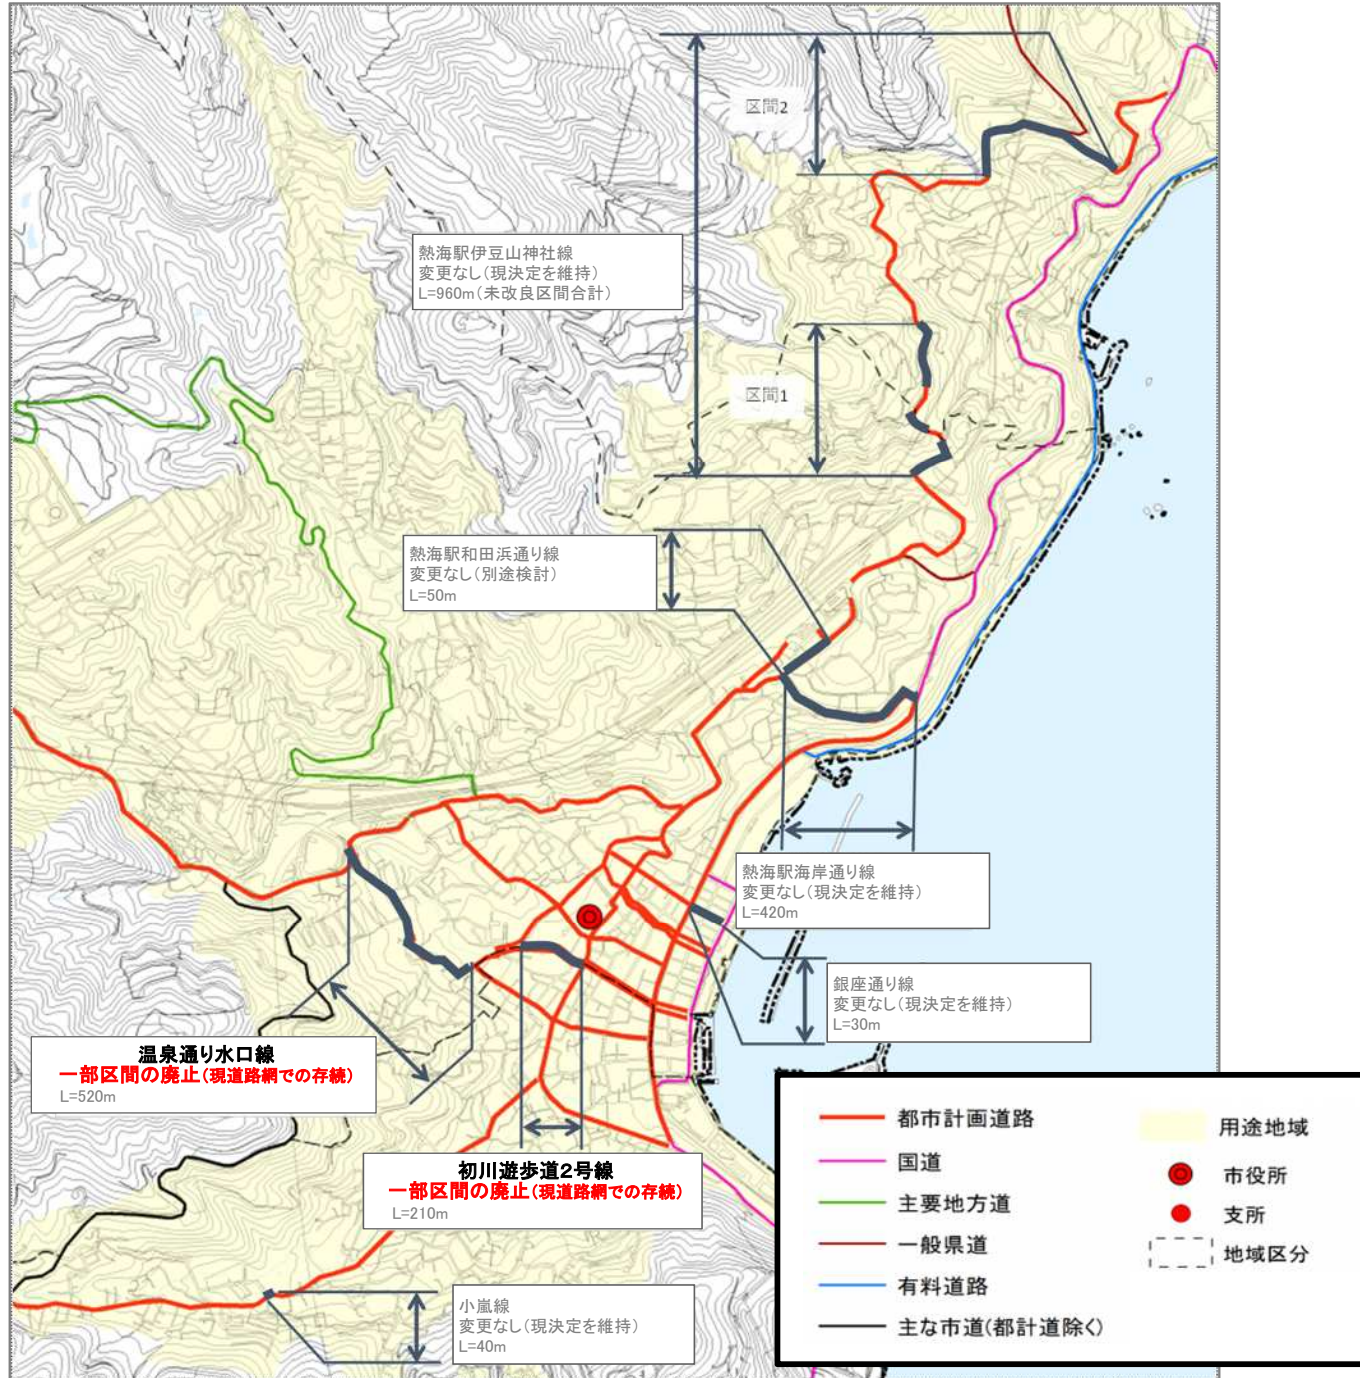 区間2
熱海駅伊豆山神社線
変更なし(現決定を維持)
L=960m(未改良区間合計)
区間1
熱海駅和田浜通り線
変更なし(別途検討)
L=50m
熱海駅海岸通り線
変更なし(現決定を維持)
L=420m
銀座通り線
変更なし(現決定を維持)
L=30m
温泉通り水口線
一部区間の廃止(現道路網での存続)
L=520m
初川遊歩道2号線
一部区間の廃止(現道路網での存続)
L=210m
小嵐線
変更なし(現決定を維持)
L=40m
都市計画道路
国道
主要地方道
一般県道
有料道路
主な市道(都計道除く)
用途地域
市役所
支所
地域区分